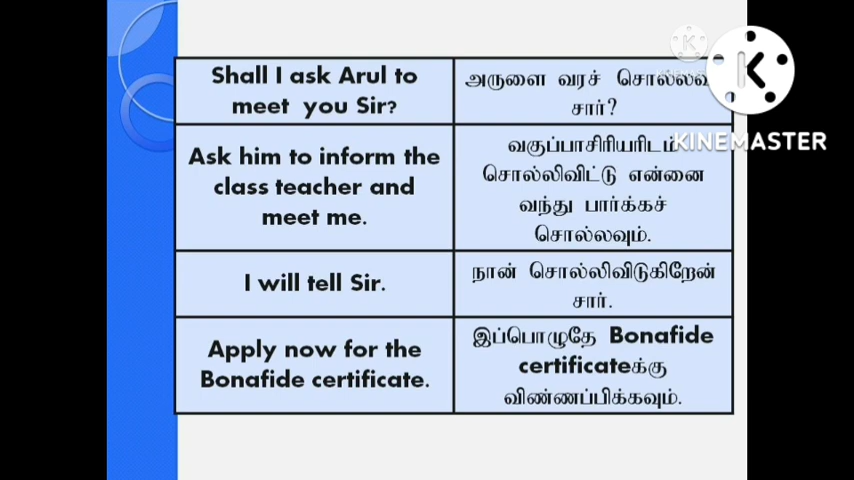 Shall I ask Arul to
meet you Sir?
அருளை வரச்
சார்?
Ask him to inform the
class teacher and
meet me.
வகுப்பாசிரியரிடம்
சொல்லிவிட்டு என்னை
வந்து பார்க்கச்
சொல்லவும்.
I will tell Sir.
நான் சொல்லிவிடுகிறேன்
சார்.
Apply now for the
Bonafide certificate.
இப்பொழுதே Bonafide
certificateக்கு
விண்ணப்பிக்கவும்.
KINEMASTER